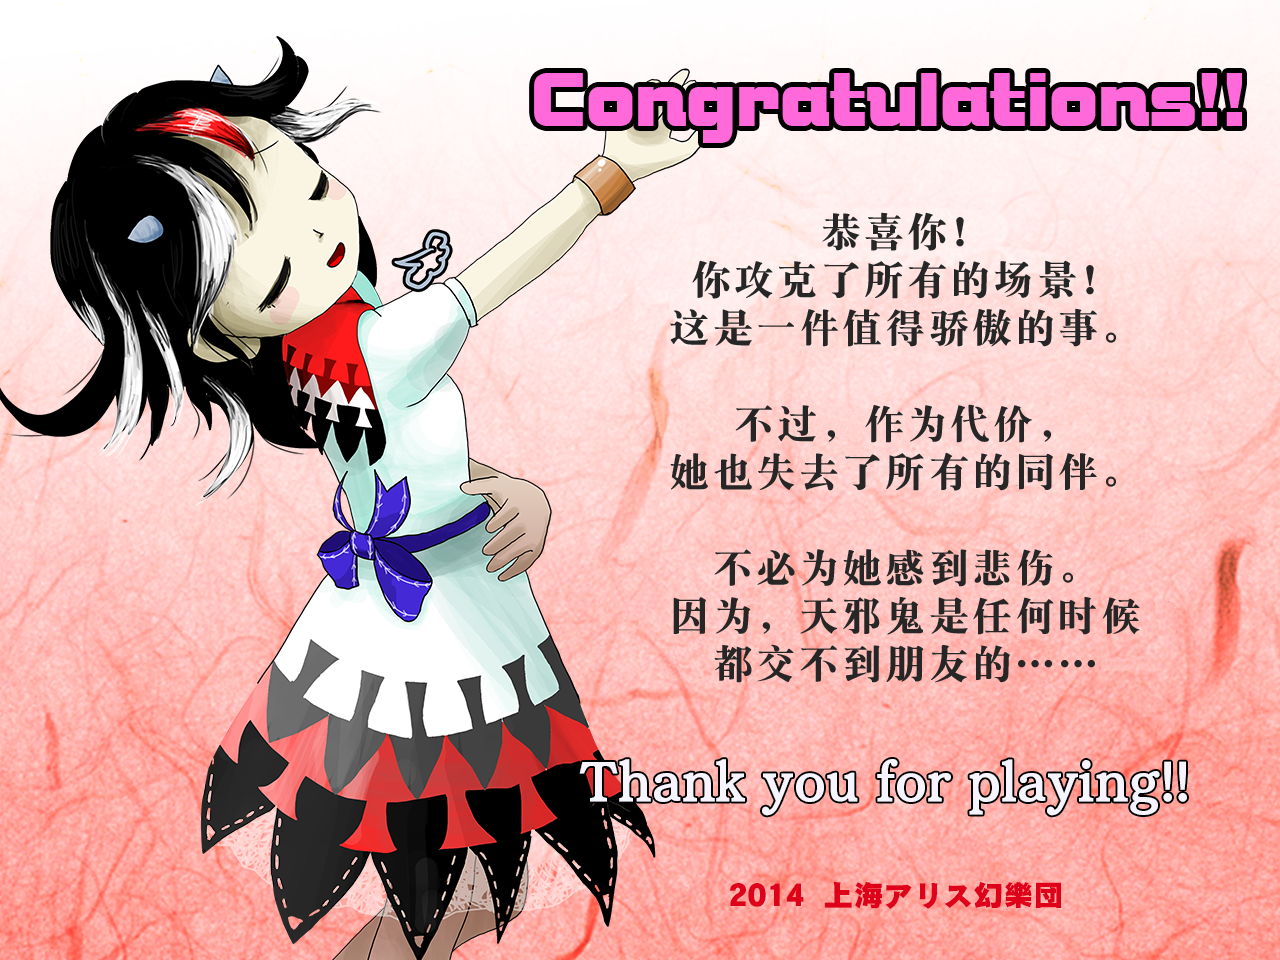 Congratulations!!
恭喜你！
你攻克了所有的场景！
这是一件值得骄傲的事。
不过，作为代价，
她也失去了所有的同伴。
不必为她感到悲伤。
因为，天邪鬼是任何时候
都交不到朋友的……
Thank you for playing!!
2014 上海アリス幻樂団